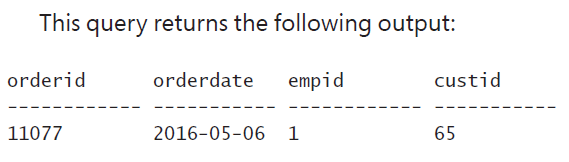 This query returns the following output:
orderid orderdate empid custid
------------ ----------- ------------ -----------
11077 2016-05-06 1 65